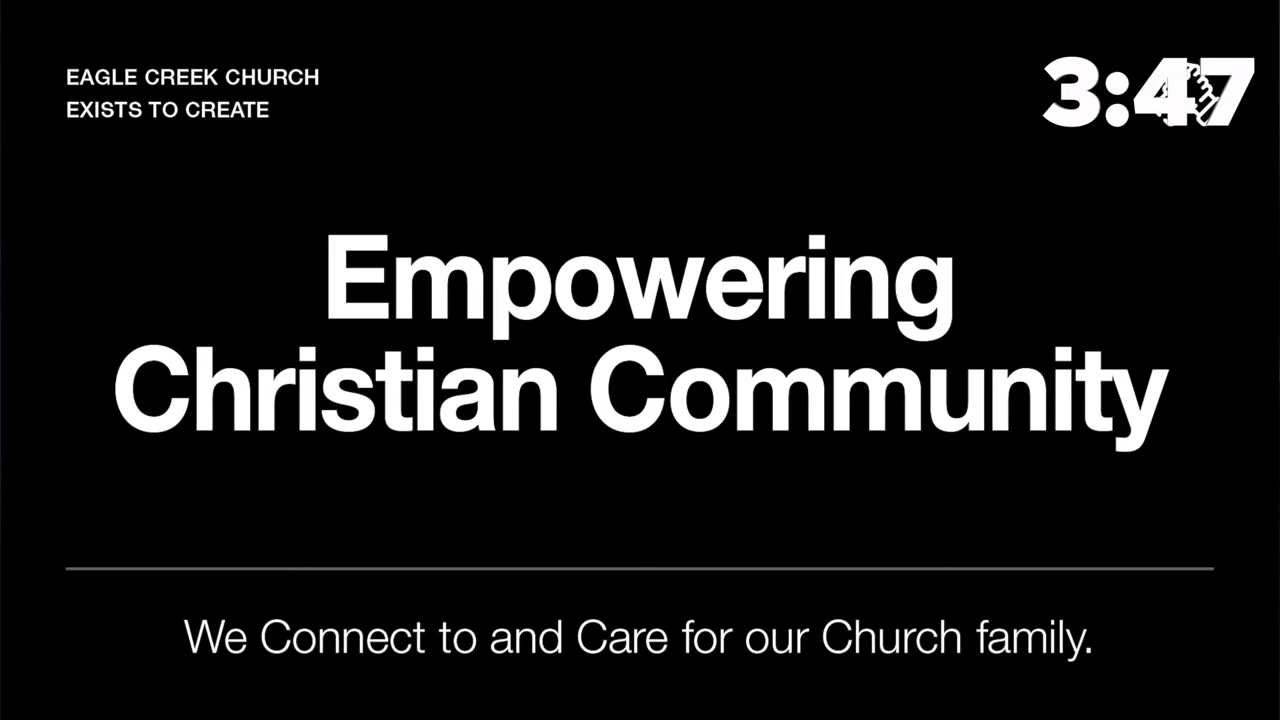 EAGLE CREEK CHURCH
EXISTS TO CREATE
3:47
Empowering
Christian Community
We Connect to and Care for our Church family.